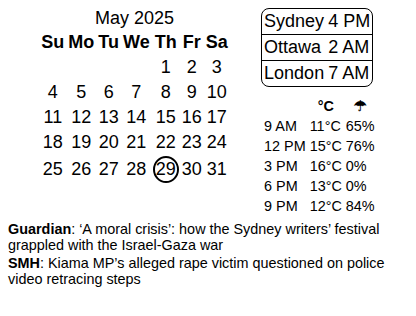 May 2025
Su Mo Tu We Th Fr Sa
1 2 3
4 5 6 7 8 9 10
11 12 13 14 15 16 17
18 19 20 21 22 23 24
25 26 27 28 29 30 31
Sydney 4 PM
Ottawa 2 AM
London 7 AM
°C ☂
9 AM 11°C 65%
12 PM 15°C 76%
3 PM 16°C 0%
6 PM 13°C 0%
9 PM 12°C 84%
Guardian: ‘A moral crisis’: how the Sydney writers’ festival
grappled with the Israel-Gaza war
SMH: Kiama MP's alleged rape victim questioned on police
video retracing steps